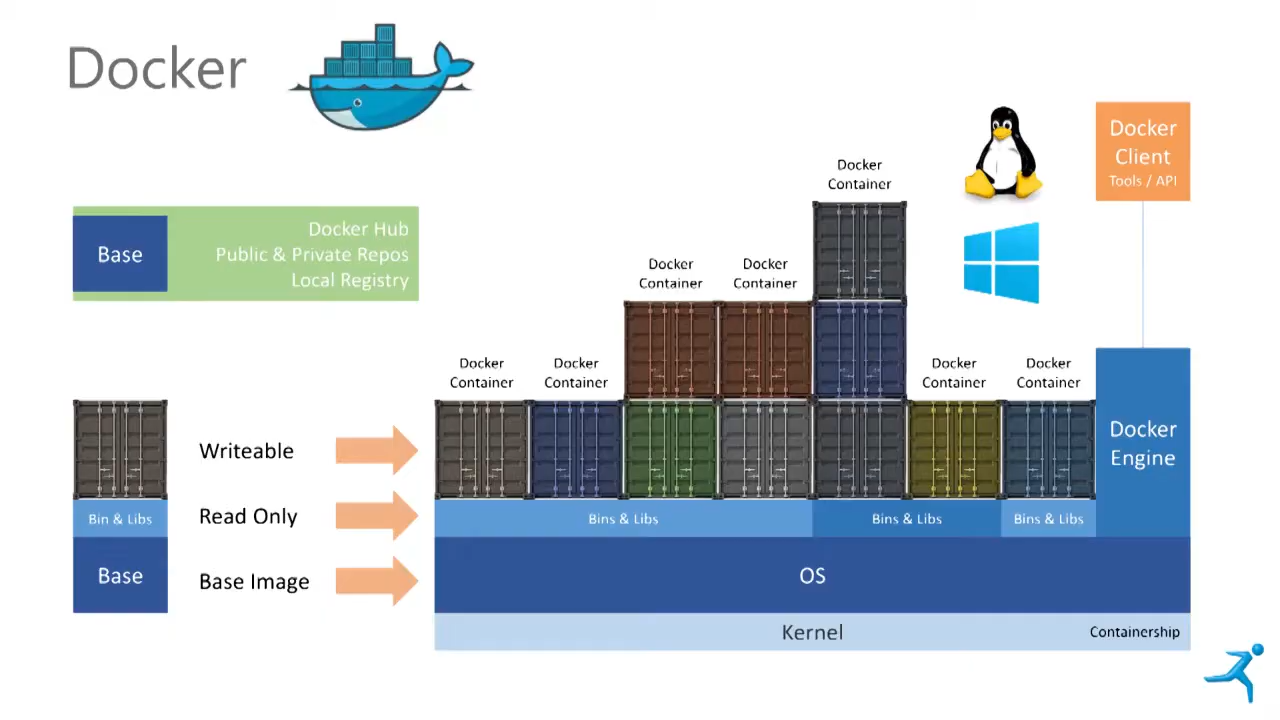 Docker
Docker
Client
Tools / API
Docker
Container
Base
Docker Hub
Public & Private Repos
Local Registry
Docker
Container
Docker
Container
Docker
Container
Docker
Container
Docker
Container
Docker
Container
Docker
Engine
Writeable
Read Only
Base Image
Bin & Libs
Base
Bins & Libs
Bins & Libs
Bins & Libs
OS
Kernel
Containership